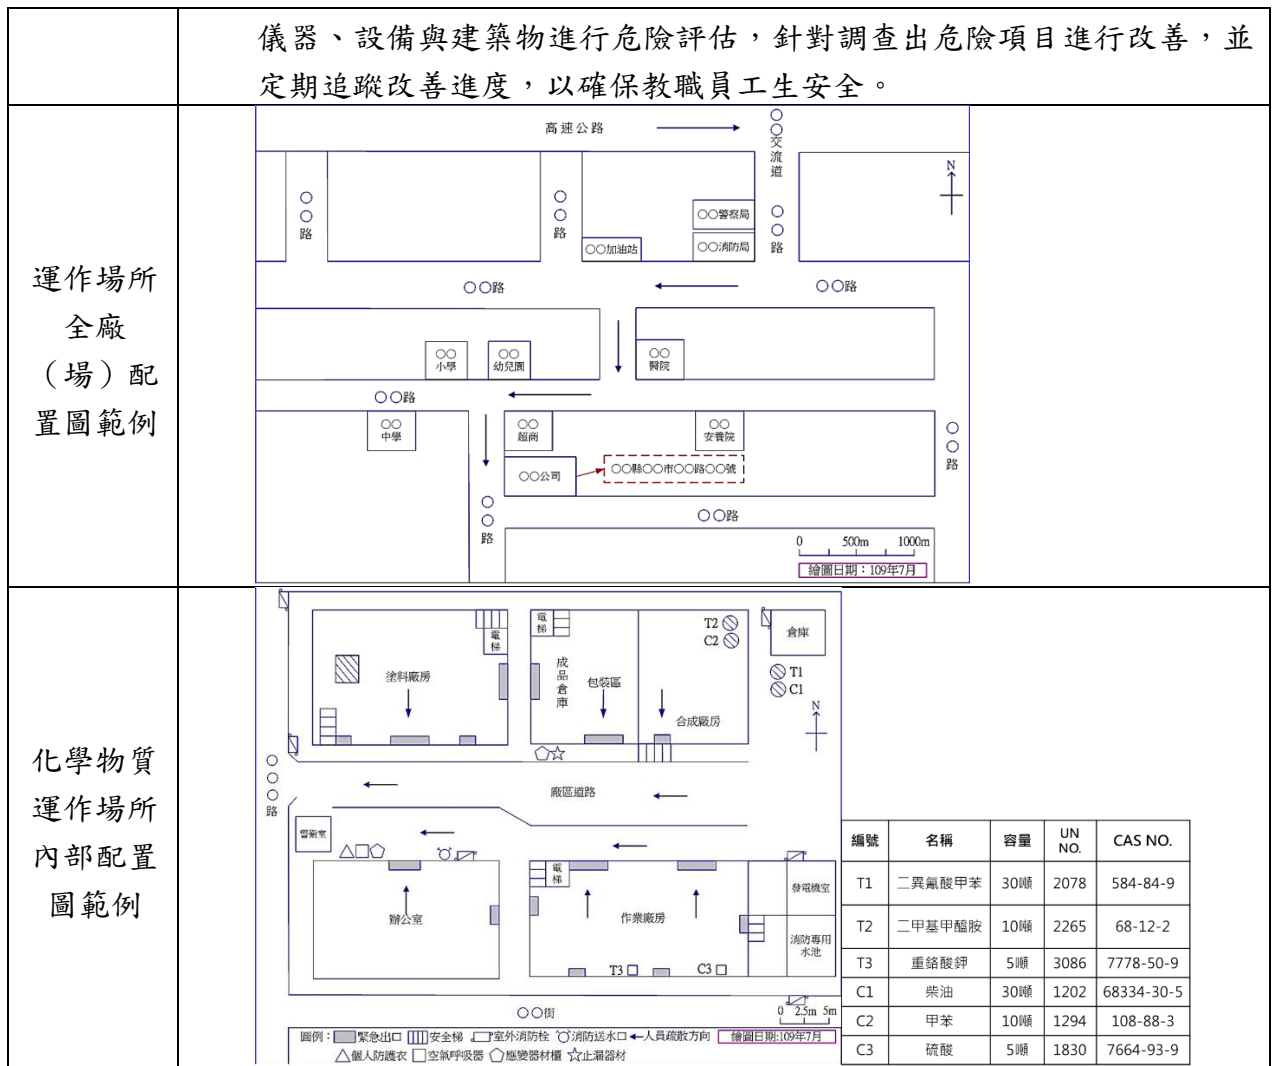 儀器、設備與建築物進行危險評估，針對調查出危險項目進行改善，並
定期追蹤改善進度，以確保教職員工生安全。
運作場所
全廠
（場）配
置圖範例
高速公路
○○交流道
N
○○路
○○路
○○警察局
○○路
○○加油站
○○消防局
○○路
○○路
○○
小學
○○
幼兒園
○○
醫院
○○路
○○
中學
○○
超商
○○
安養院
○○路
○○公司
○○縣○○市○○路○○號
○○路
○○路
0 500m 1000m
繪圖日期：109年7月
化學物質
運作場所
內部配置
圖範例
電梯
電梯
T2
C2
倉庫
塗料廠房
成品倉庫
包裝區
T1
C1
合成廠房
N
○○○路
廠區道路
警衛室
電梯
發電機室
辦公室
作業廠房
消防專用
水池
T3
C3
○○街
0 2.5m 5m
圖例：緊急出口 安全梯 室外消防栓 消防送水口 人員疏散方向
繪圖日期:109年7月
個人防護衣 空氣呼吸器 應變器材櫃 止漏器材
編號 名稱 容量 UN NO. CAS NO.
T1 二異氰酸甲苯 30噸 2078 584-84-9
T2 二甲基甲醯胺 10噸 2265 68-12-2
T3 重鉻酸鉀 5噸 3086 7778-50-9
C1 柴油 30噸 1202 68334-30-5
C2 甲苯 10噸 1294 108-88-3
C3 硫酸 5噸 1830 7664-93-9